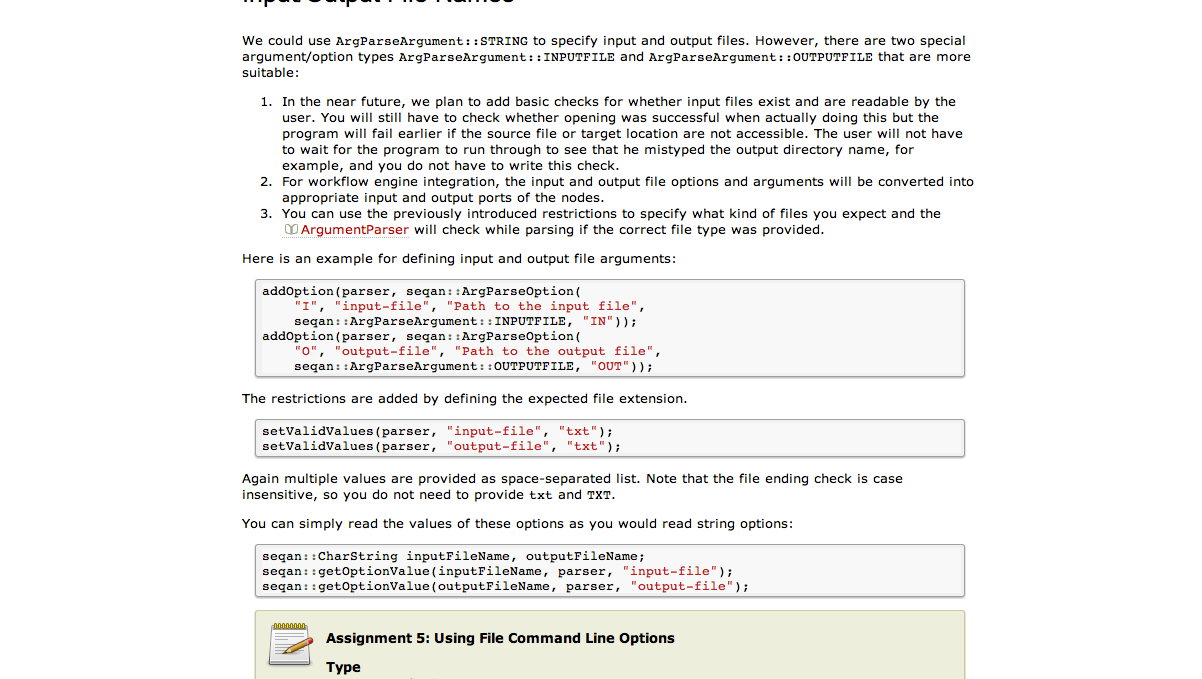 Input Output File Names
We could use ArgParseArgument::STRING to specify input and output files. However, there are two special
argument/option types ArgParseArgument::INPUTFILE and ArgParseArgument::OUTPUTFILE that are more
suitable:
1. In the near future, we plan to add basic checks for whether input files exist and are readable by the
user. You will still have to check whether opening was successful when actually doing this but the
program will fail earlier if the source file or target location are not accessible. The user will not have
to wait for the program to run through to see that he mistyped the output directory name, for
example, and you do not have to write this check.
2. For workflow engine integration, the input and output file options and arguments will be converted into
appropriate input and output ports of the nodes.
3. You can use the previously introduced restrictions to specify what kind of files you expect and the
ArgumentParser will check while parsing if the correct file type was provided.
Here is an example for defining input and output file arguments:
addOption(parser, seqan::ArgParseOption(
"I", "input-file", "Path to the input file",
seqan::ArgParseArgument::INPUTFILE, "IN"));
addOption(parser, seqan::ArgParseOption(
"O", "output-file", "Path to the output file",
seqan::ArgParseArgument::OUTPUTFILE, "OUT"));
The restrictions are added by defining the expected file extension.
setValidValues(parser, "input-file", "txt");
setValidValues(parser, "output-file", "txt");
Again multiple values are provided as space-separated list. Note that the file ending check is case
insensitive, so you do not need to provide txt and TXT.
You can simply read the values of these options as you would read string options:
seqan::CharString inputFileName, outputFileName;
seqan::getOptionValue(inputFileName, parser, "input-file");
seqan::getOptionValue(outputFileName, parser, "output-file");
Assignment 5: Using File Command Line Options
Type